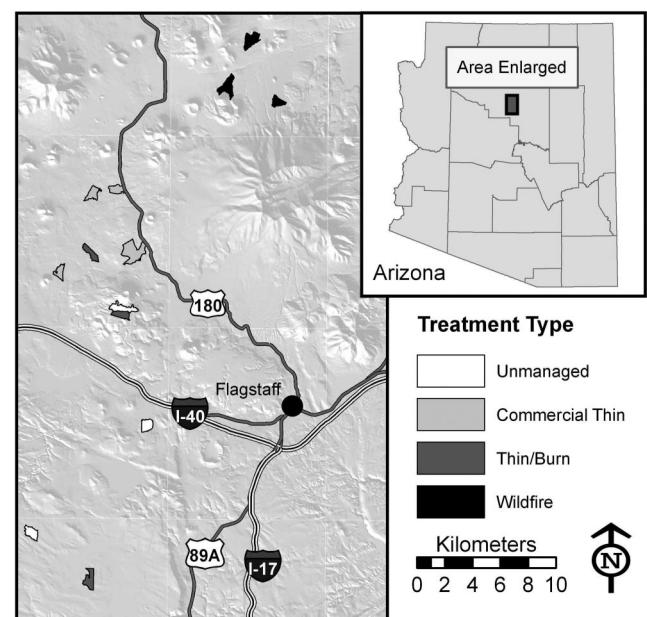 Area Enlarged
Arizona
180
Flagstaff
I-40
89A
I-17
Treatment Type
Unmanaged
Commercial Thin
Thin/Burn
Wildfire
Kilometers
0 2 4 6 8 10
N